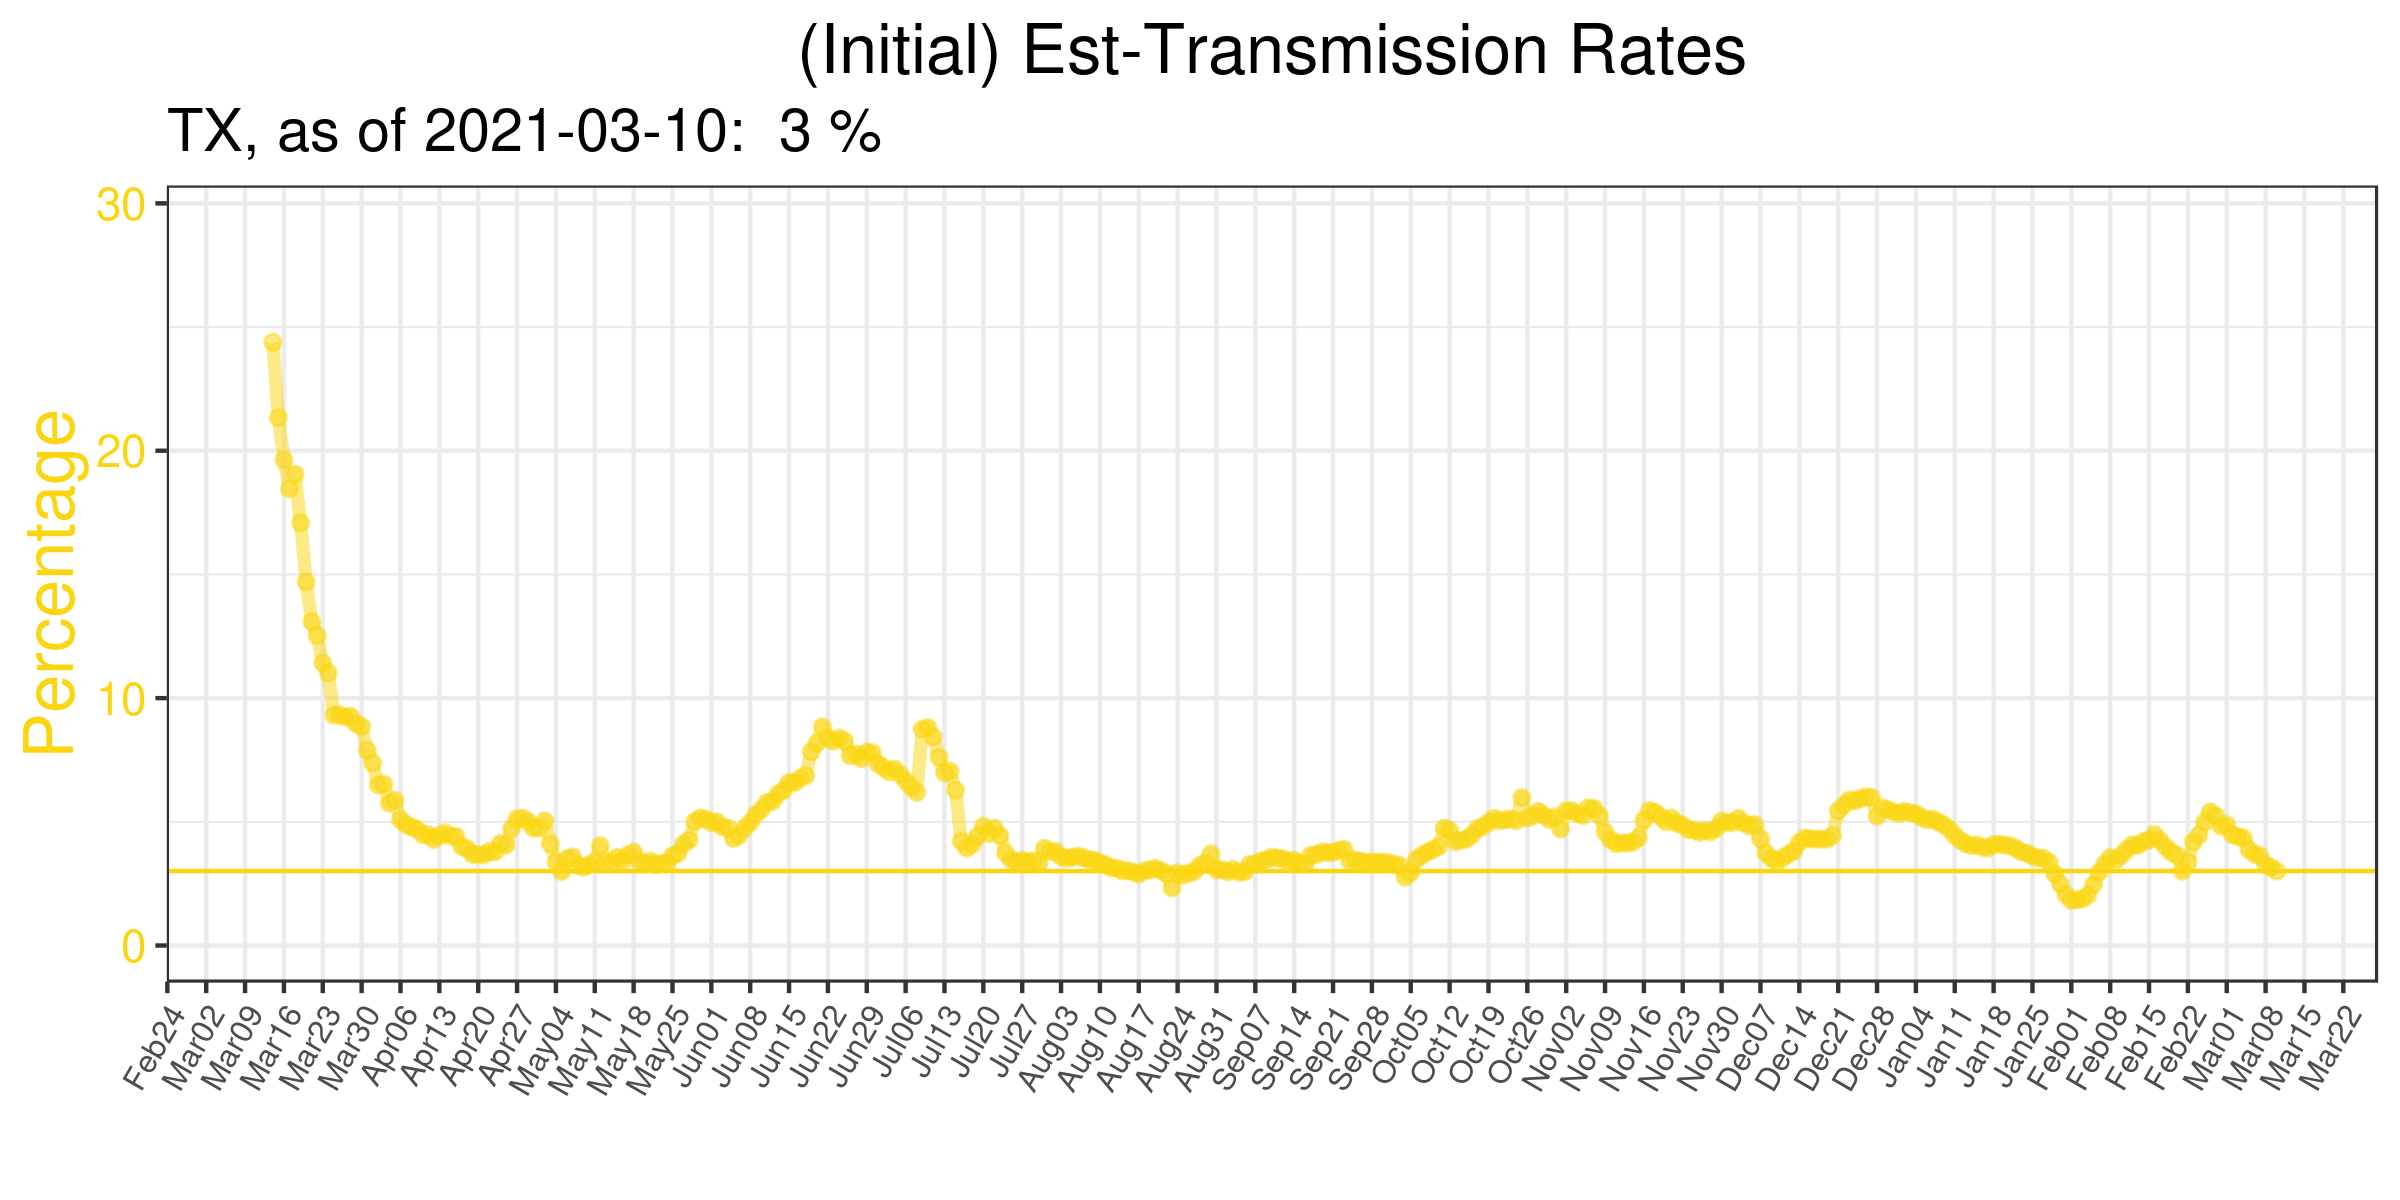 (Initial) Est-Transmission Rates
TX, as of 2021-03-10:  3 %
Percentage
30
20
10
0
Feb24
Mar02
Mar09
Mar16
Mar23
Mar30
Apr06
Apr13
Apr20
Apr27
May04
May11
May18
May25
Jun01
Jun08
Jun15
Jun22
Jun29
Jul06
Jul13
Jul20
Jul27
Aug03
Aug10
Aug17
Aug24
Aug31
Sep07
Sep14
Sep21
Sep28
Oct05
Oct12
Oct19
Oct26
Nov02
Nov09
Nov16
Nov23
Nov30
Dec07
Dec14
Dec21
Dec28
Jan04
Jan11
Jan18
Jan25
Feb01
Feb08
Feb15
Feb22
Mar01
Mar08
Mar15
Mar22